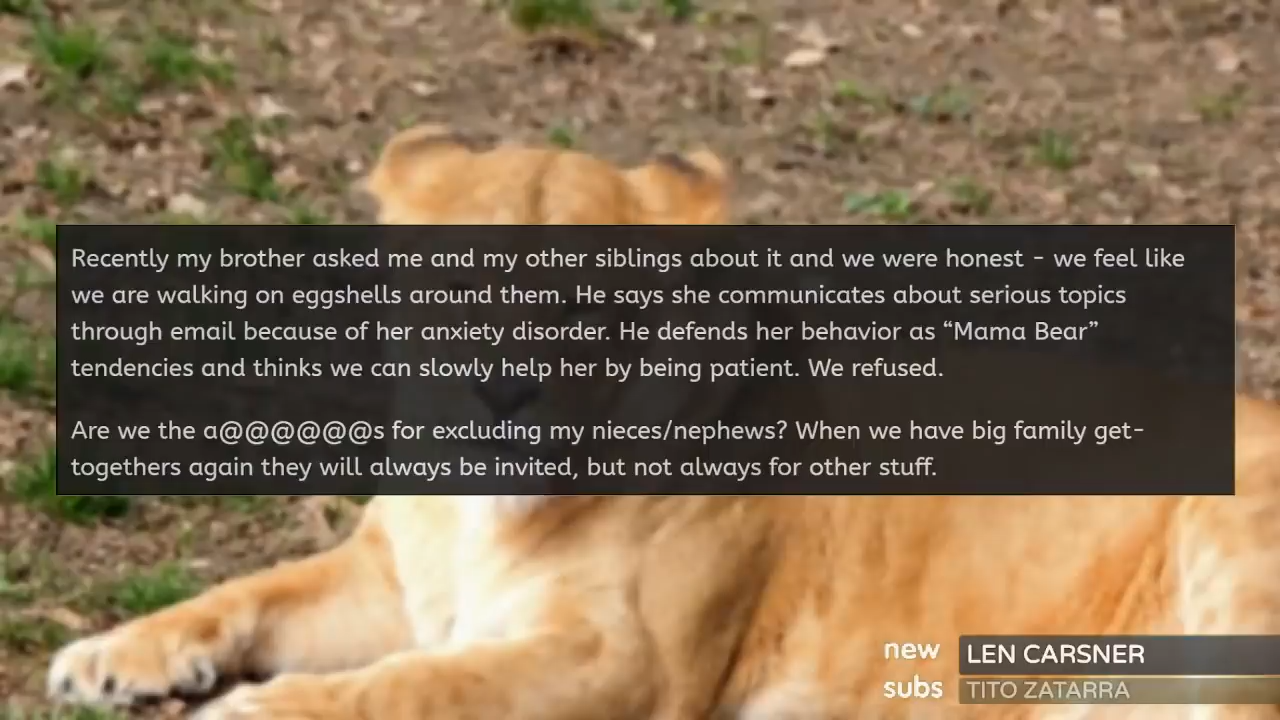 Recently my brother asked me and my other siblings about it and we were honest - we feel like
we are walking on eggshells around them. He says she communicates about serious topics
through email because of her anxiety disorder. He defends her behavior as “Mama Bear”
tendencies and thinks we can slowly help her by being patient. We refused.
Are we the a@@@@@@s for excluding my nieces/nephews? When we have big family get-
togethers again they will always be invited, but not always for other stuff.
new LEN CARSNER
subs TITO ZATARRA